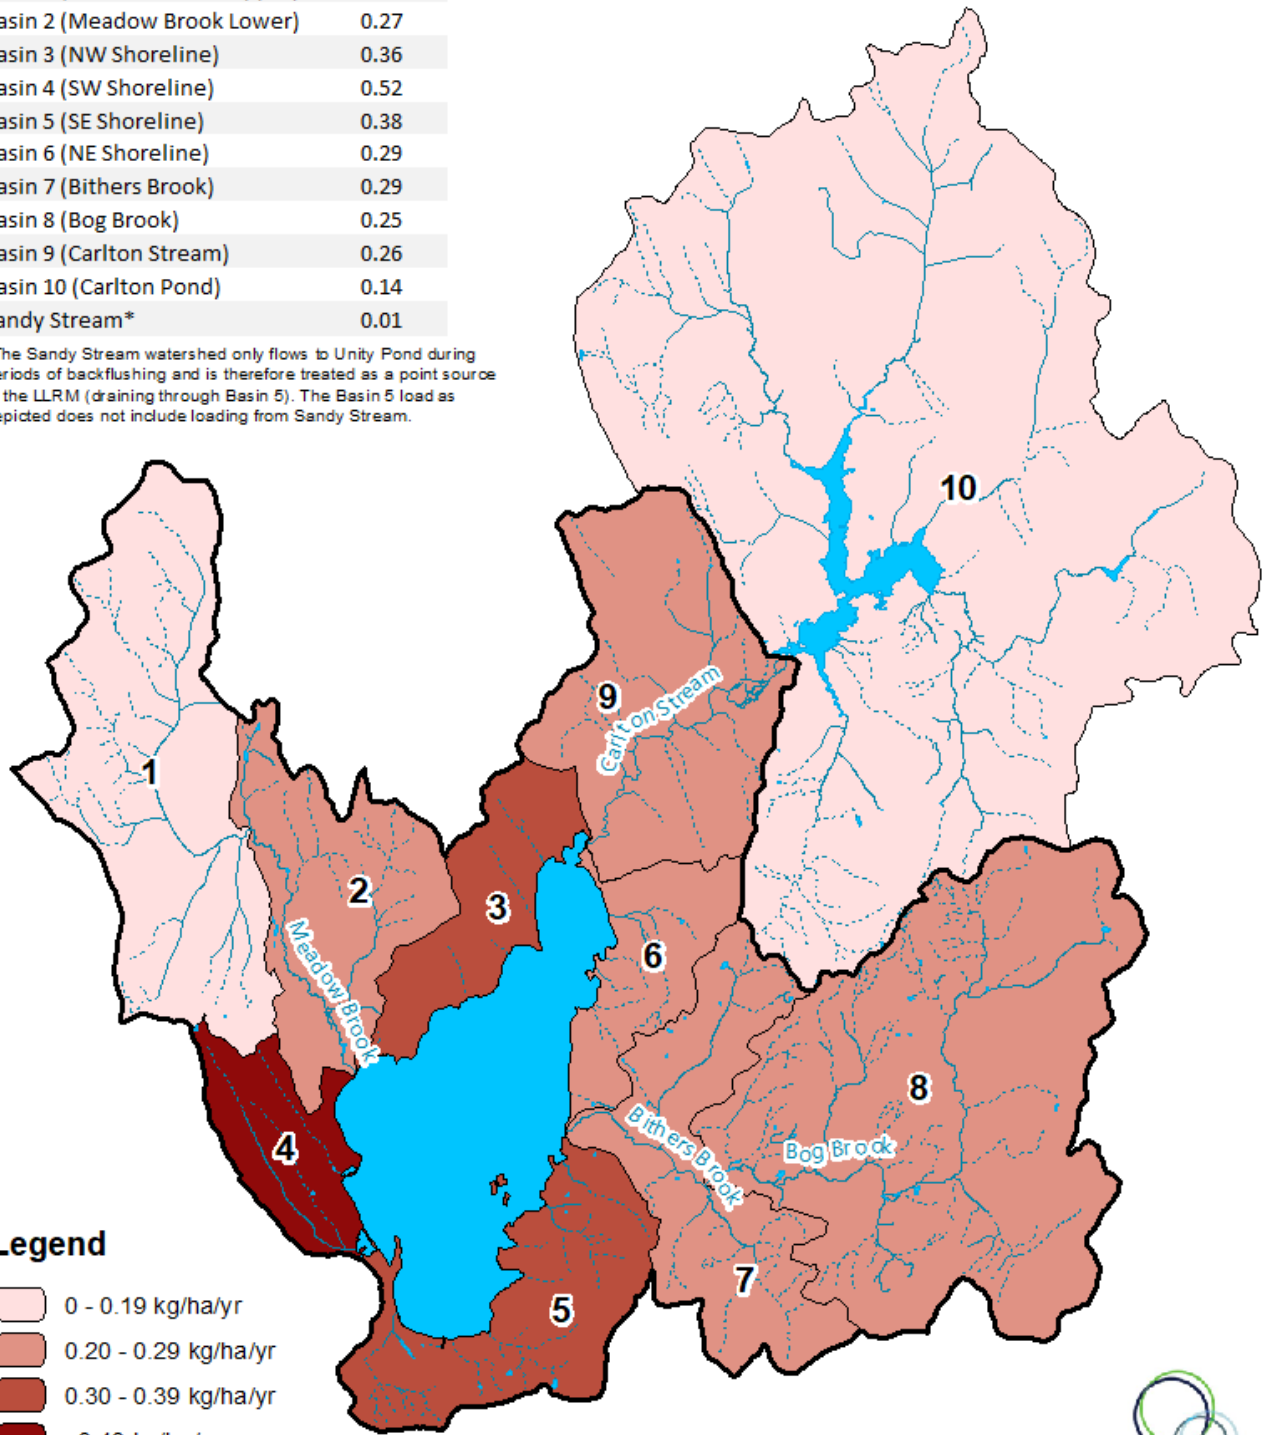 asin 2 (Meadow Brook Lower) 0.27
asin 3 (NW Shoreline) 0.36
asin 4 (SW Shoreline) 0.52
asin 5 (SE Shoreline) 0.38
asin 6 (NE Shoreline) 0.29
asin 7 (Bithers Brook) 0.29
asin 8 (Bog Brook) 0.25
asin 9 (Carlton Stream) 0.26
asin 10 (Carlton Pond) 0.14
andy Stream* 0.01
The Sandy Stream watershed only flows to Unity Pond during
eriods of backflushing and is therefore treated as a point source
the LLRM (draining through Basin 5). The Basin 5 load as
epicted does not include loading from Sandy Stream.
10
9
Carlton Stream
1
2
3
Meadow Brook
6
8
4
Bithers Brook
Bog Brook
7
5
Legend
0 - 0.19 kg/ha/yr
0.20 - 0.29 kg/ha/yr
0.30 - 0.39 kg/ha/yr